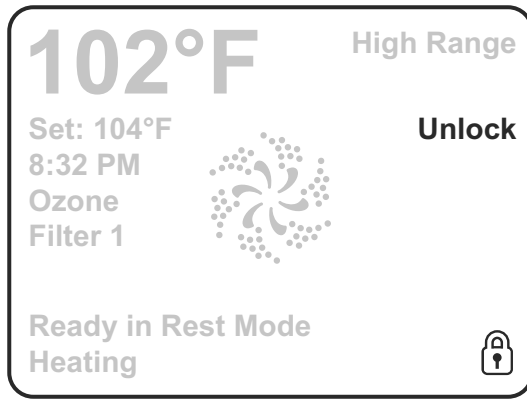 102°F
High Range
Set: 104°F
Unlock
8:32 PM
Ozone
Filter 1
Ready in Rest Mode
Heating